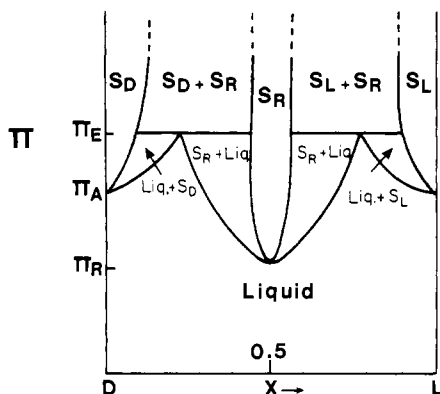 S_D S_D + S_R S_R S_L + S_R S_L
π π_E
S_R + Liq. S_R + Liq.
Liq. + S_D Liq. + S_L
π_A
π_R
Liquid
0.5
D X → L